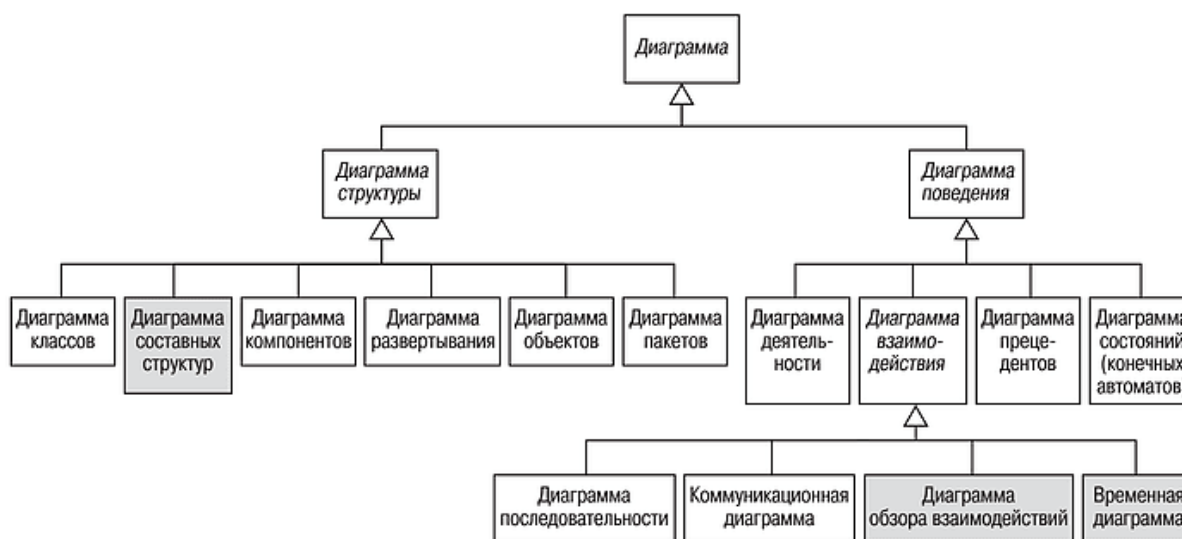 Диаграмма
Диаграмма
структуры
Диаграмма
поведения
Диаграмма
классов
Диаграмма
составных
структур
Диаграмма
компонентов
Диаграмма
развертывания
Диаграмма
объектов
Диаграмма
пакетов
Диаграмма
деятель-
ности
Диаграмма
взаимо-
действия
Диаграмма
преце-
дентов
Диаграмма
состояний
(конечных
автоматов
Диаграмма
последовательности
Коммуникационная
диаграмма
Диаграмма
обзора взаимодействий
Временная
диаграмма